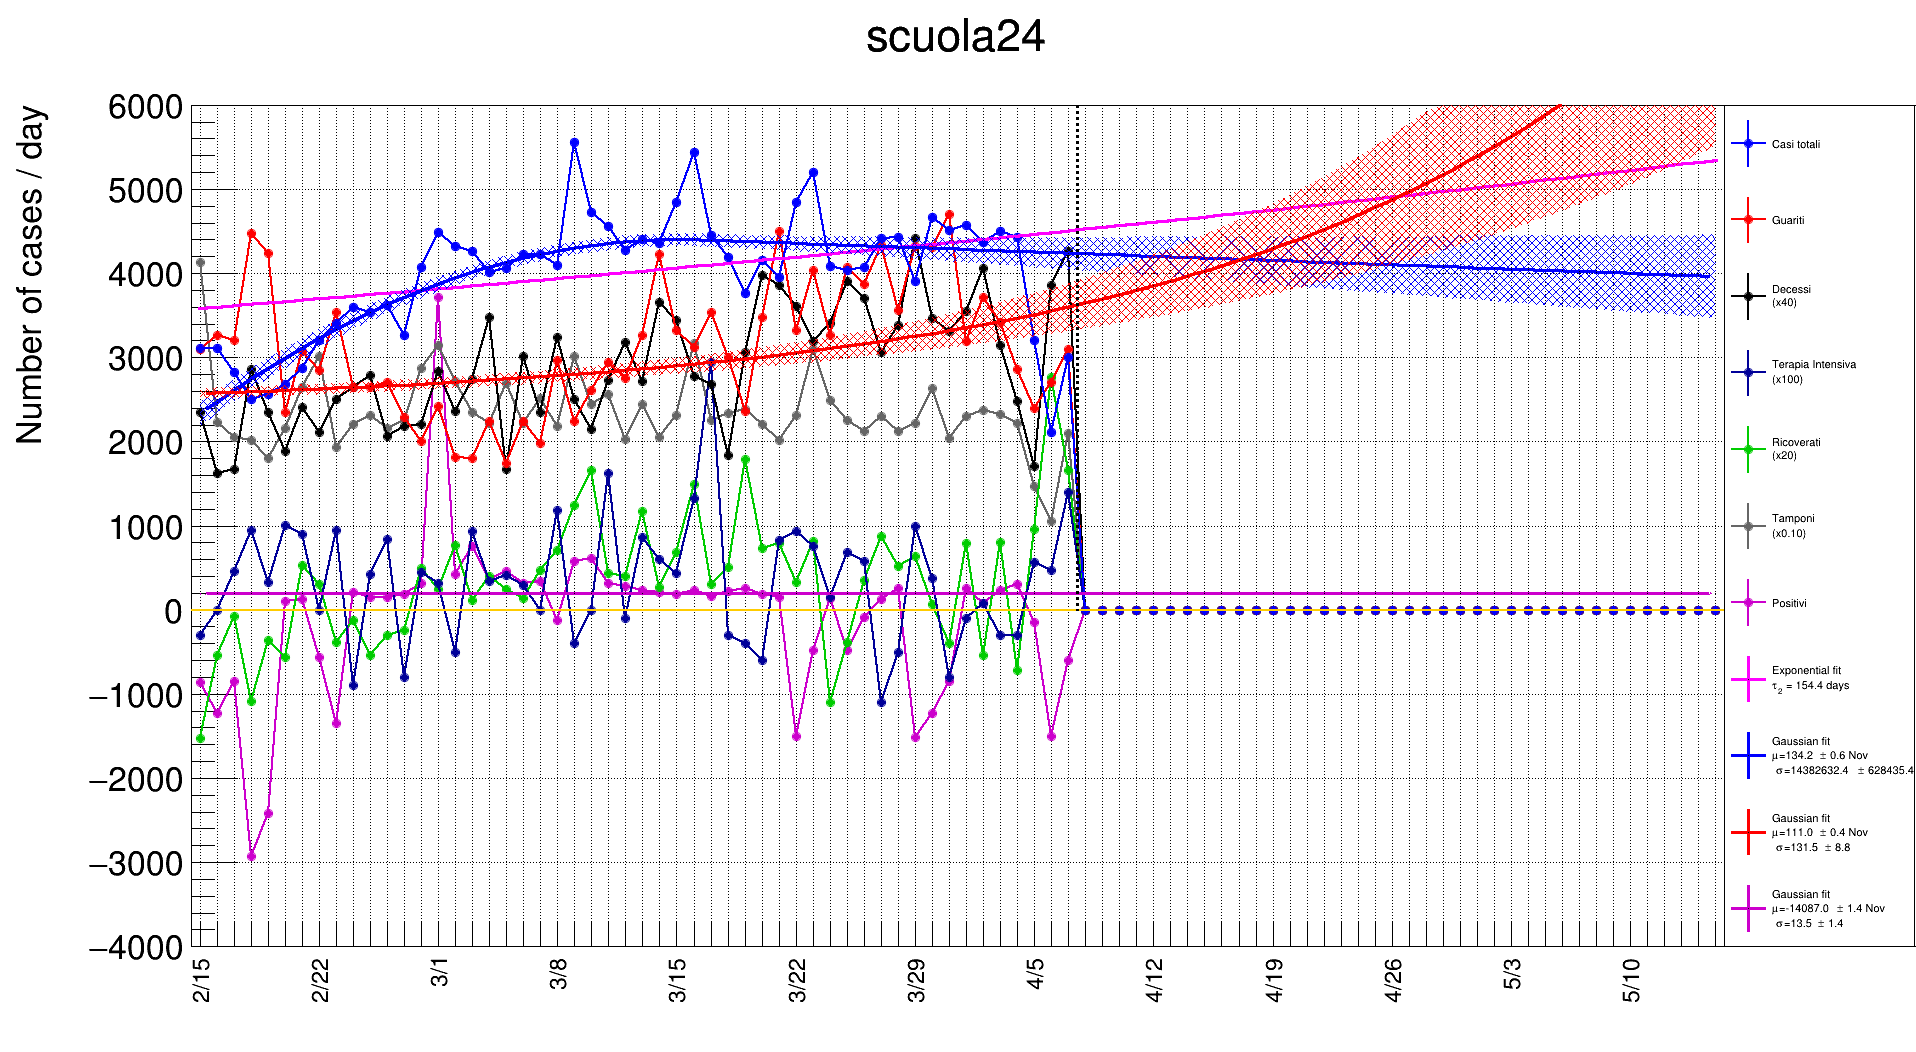 scuola24
Number of cases / day
6000
5000
4000
3000
2000
1000
0
−1000
−2000
−3000
−4000
2/15
2/22
3/1
3/8
3/15
3/22
3/29
4/5
4/12
4/19
4/26
5/3
5/10
Casi totali
Guariti
Decessi
(x40)
Terapia Intensiva
(x100)
Ricoverati
(x20)
Tamponi
(x0.10)
Positivi
Exponential fit
τ2 = 154.4 days
Gaussian fit
μ=134.2 ± 0.6 Nov
σ=14382632.4 ± 628435.4
Gaussian fit
μ=111.0 ± 0.4 Nov
σ=131.5 ± 8.8
Gaussian fit
μ=-14087.0 ± 1.4 Nov
σ=13.5 ± 1.4